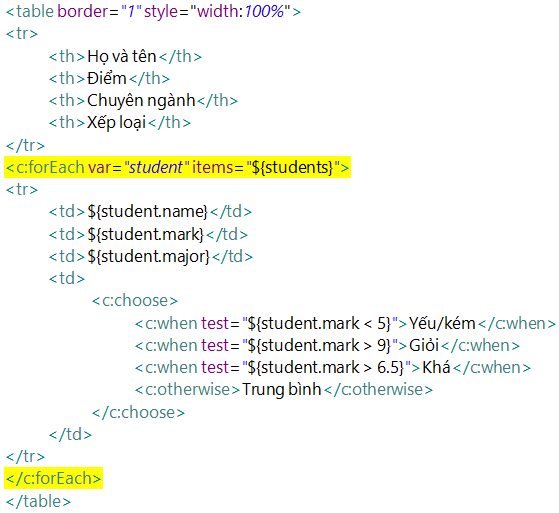 <table border="1" style="width:100%">
<tr>
<th>Họ và tên</th>
<th>Điểm</th>
<th>Chuyên ngành</th>
<th>Xếp loại</th>
</tr>
<c:forEach var="student" items="${students}">
<tr>
<td>${student.name}</td>
<td>${student.mark}</td>
<td>${student.major}</td>
<td>
<c:choose>
<c:when test="${student.mark < 5}">Yếu/kém</c:when>
<c:when test="${student.mark > 9}">Giỏi</c:when>
<c:when test="${student.mark > 6.5}">Khá</c:when>
<c:otherwise>Trung bình</c:otherwise>
</c:choose>
</td>
</tr>
</c:forEach>
</table>